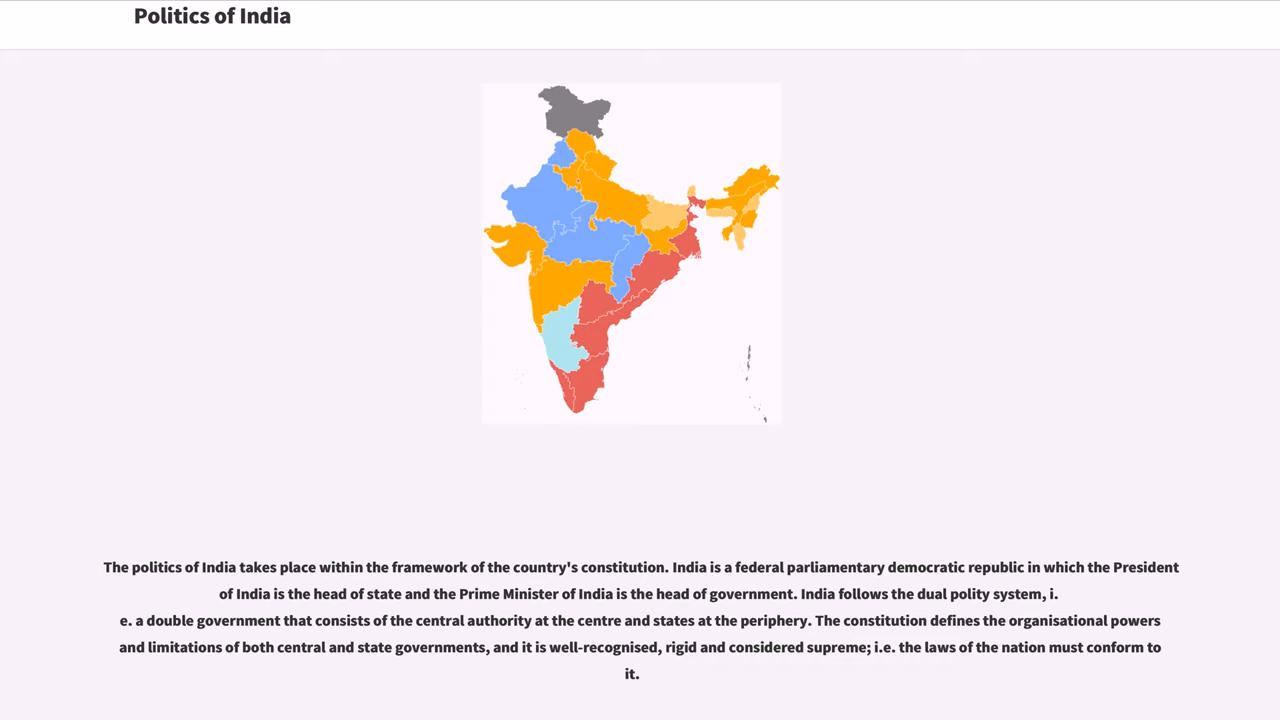 Politics of India
The politics of India takes place within the framework of the country's constitution. India is a federal parliamentary democratic republic in which the President
of India is the head of state and the Prime Minister of India is the head of government. India follows the dual polity system, i.
e. a double government that consists of the central authority at the centre and states at the periphery. The constitution defines the organisational powers
and limitations of both central and state governments, and it is well-recognised, rigid and considered supreme; i.e. the laws of the nation must conform to
it.